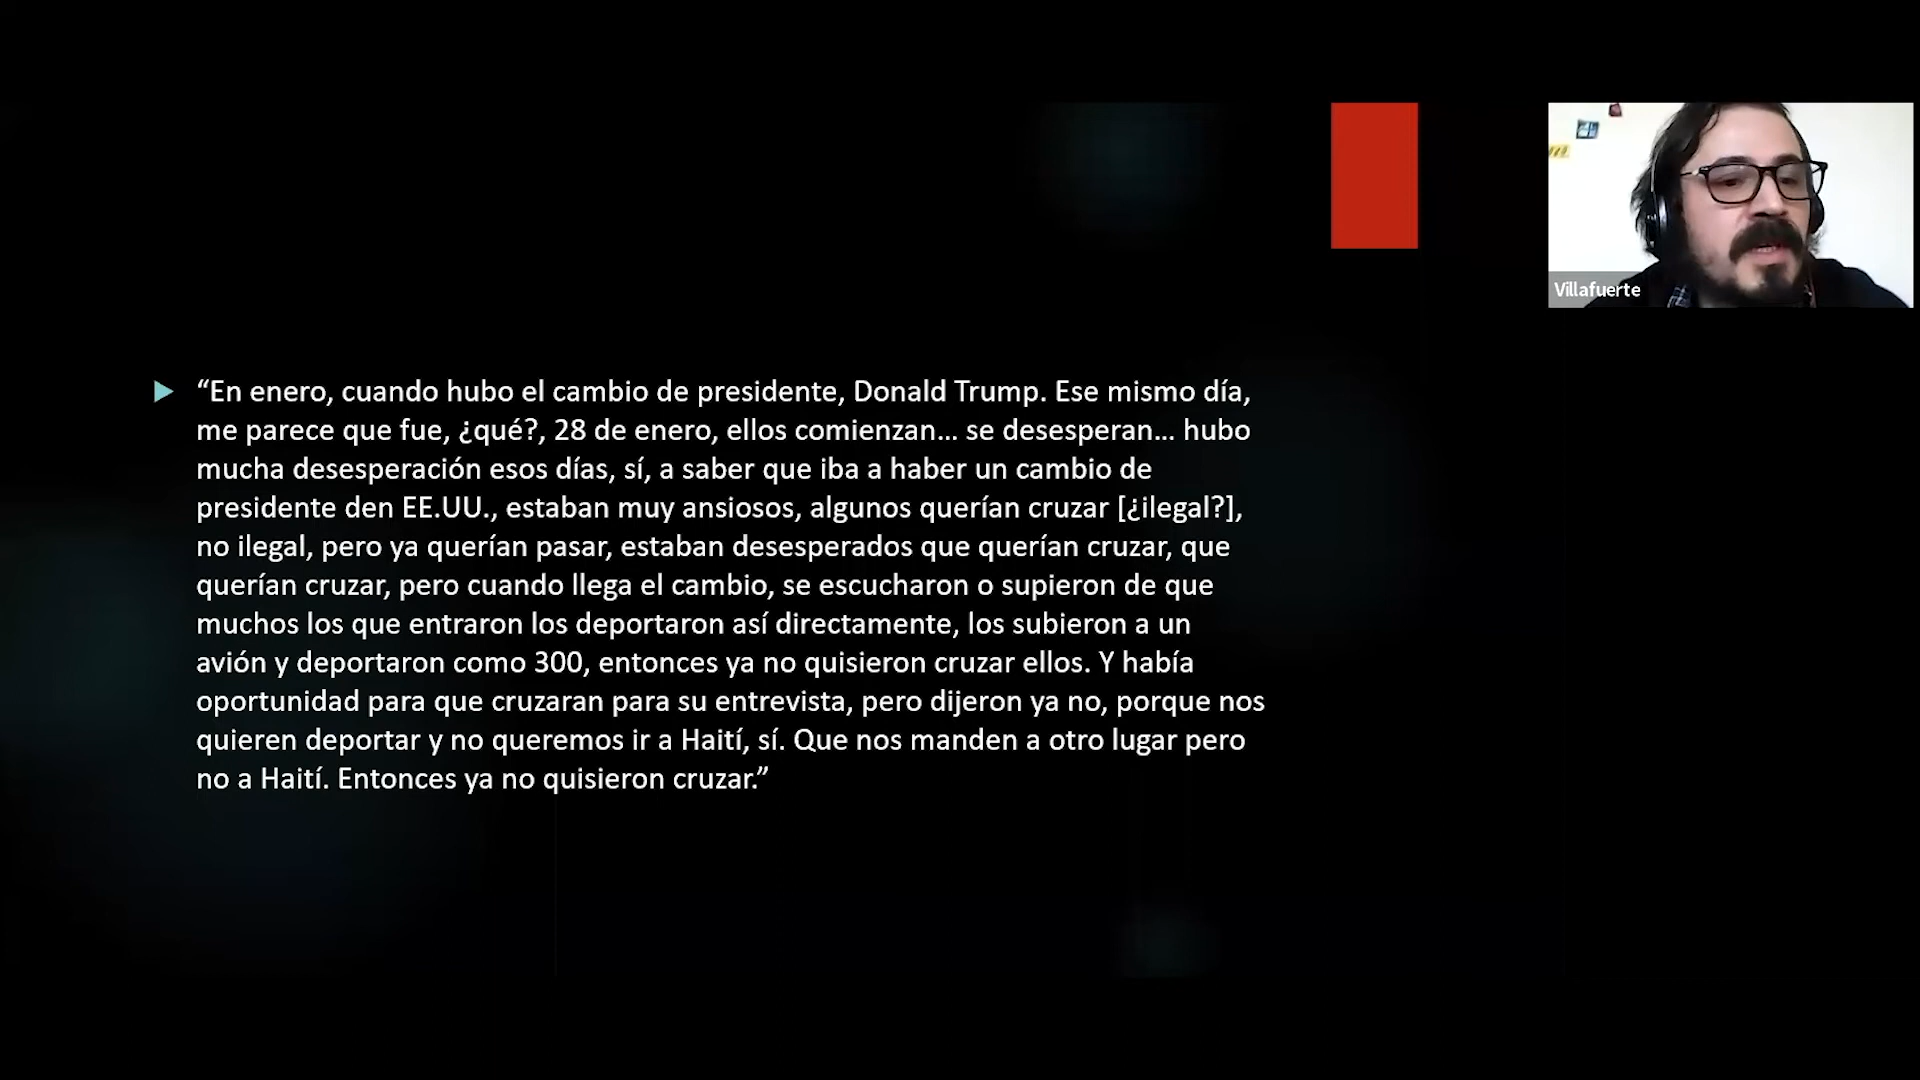 Villafuerte
“En enero, cuando hubo el cambio de presidente, Donald Trump. Ese mismo día,
me parece que fue, ¿qué?, 28 de enero, ellos comienzan... se desesperan... hubo
mucha desesperación esos días, sí, a saber que iba a haber un cambio de
presidente den EE.UU., estaban muy ansiosos, algunos querían cruzar [¿ilegal?],
no ilegal, pero ya querían pasar, estaban desesperados que querían cruzar, que
querían cruzar, pero cuando llega el cambio, se escucharon o supieron de que
muchos los que entraron los deportaron así directamente, los subieron a un
avión y deportaron como 300, entonces ya no quisieron cruzar ellos. Y había
oportunidad para que cruzaran para su entrevista, pero dijeron ya no, porque nos
quieren deportar y no queremos ir a Haití, sí. Que nos manden a otro lugar pero
no a Haití. Entonces ya no quisieron cruzar.”